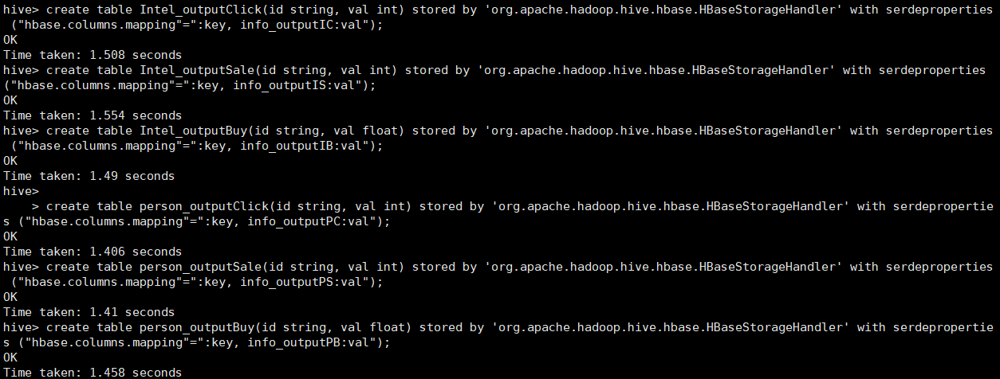 hive> create table Intel_outputClick(id string, val int) stored by 'org.apache.hadoop.hive.hbase.HBaseStorageHandler' with serdeproperties
 ("hbase.columns.mapping"=":key, info_outputIC:val");
OK
Time taken: 1.508 seconds
hive> create table Intel_outputSale(id string, val int) stored by 'org.apache.hadoop.hive.hbase.HBaseStorageHandler' with serdeproperties
("hbase.columns.mapping"=":key, info_outputIS:val");
OK
Time taken: 1.554 seconds
hive> create table Intel_outputBuy(id string, val float) stored by 'org.apache.hadoop.hive.hbase.HBaseStorageHandler' with serdeproperties
 ("hbase.columns.mapping"=":key, info_outputIB:val");
OK
Time taken: 1.49 seconds
hive>
    > create table person_outputClick(id string, val int) stored by 'org.apache.hadoop.hive.hbase.HBaseStorageHandler' with serdepropertie
s ("hbase.columns.mapping"=":key, info_outputPC:val");
OK
Time taken: 1.406 seconds
hive> create table person_outputSale(id string, val int) stored by 'org.apache.hadoop.hive.hbase.HBaseStorageHandler' with serdeproperties
 ("hbase.columns.mapping"=":key, info_outputPS:val");
OK
Time taken: 1.41 seconds
hive> create table person_outputBuy(id string, val float) stored by 'org.apache.hadoop.hive.hbase.HBaseStorageHandler' with serdepropertie
s ("hbase.columns.mapping"=":key, info_outputPB:val");
OK
Time taken: 1.458 seconds